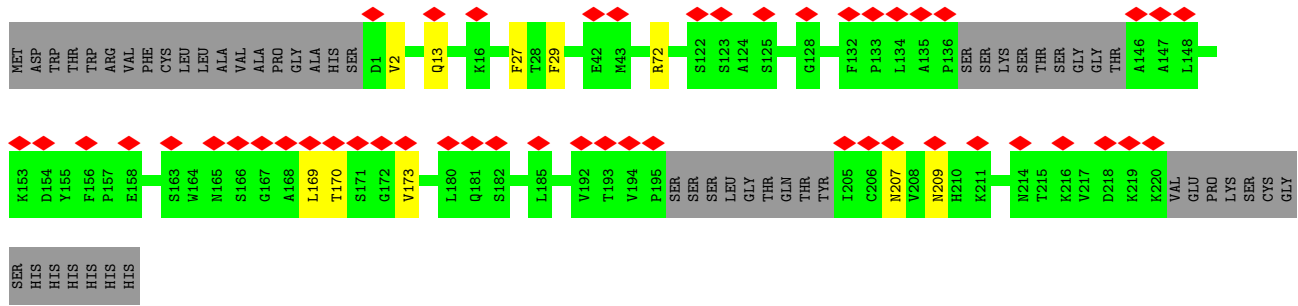 MET ASP TRP THR TRP ARG VAL PHE CYS LEU LEU ALA VAL ALA PRO GLY ALA HIS SER D1 V2 Q13 K16 F27 T28 F29 E42 M43 R72 S122 S123 A124 S125 G128 F132 P133 L134 A135 P136 SER SER LYS SER THR SER GLY GLY THR A146 A147 L148
K153 D154 Y155 F156 P157 E158 S163 W164 N165 S166 G167 A168 L169 T170 S171 G172 V173 L180 Q181 S182 L185 V192 T193 V194 P195 SER SER SER LEU GLY THR GLN THR TYR I205 C206 N207 V208 N209 H210 K211 N214 T215 K216 V217 D218 K219 K220 VAL GLU PRO LYS SER CYS GLY
SER HIS HIS HIS HIS HIS HIS